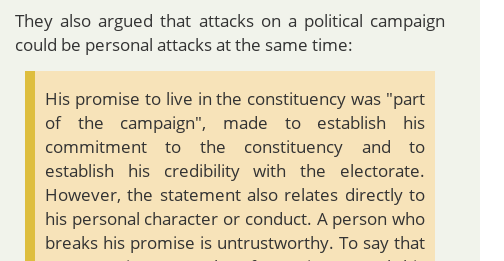 They also argued that attacks on a political campaign
could be personal attacks at the same time:
His promise to live in the constituency was "part
of the campaign", made to establish his
commitment to the constituency and to
establish his credibility with the electorate.
However, the statement also relates directly to
his personal character or conduct. A person who
breaks his promise is untrustworthy. To say that